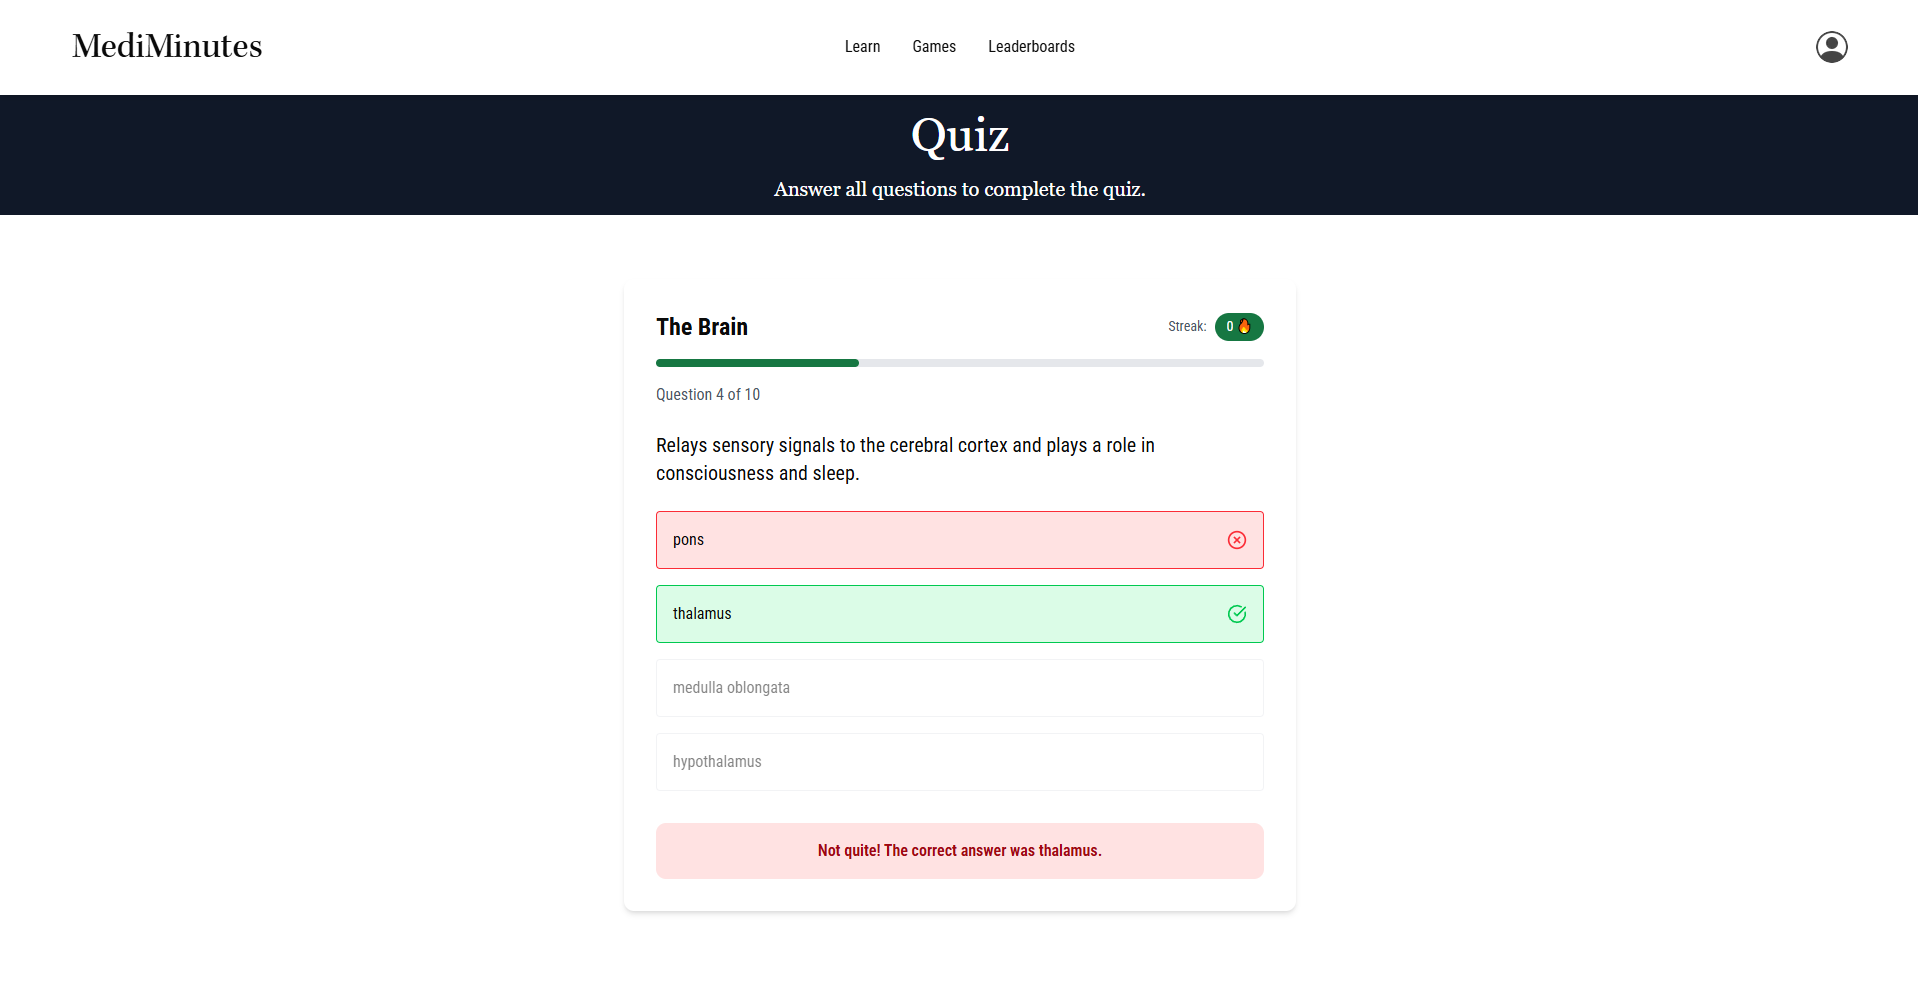 MediMinutes
Learn
Games
Leaderboards
Quiz
Answer all questions to complete the quiz.
The Brain
Streak:
0 🔥
Question 4 of 10
Relays sensory signals to the cerebral cortex and plays a role in
consciousness and sleep.
pons
thalamus
medulla oblongata
hypothalamus
Not quite! The correct answer was thalamus.